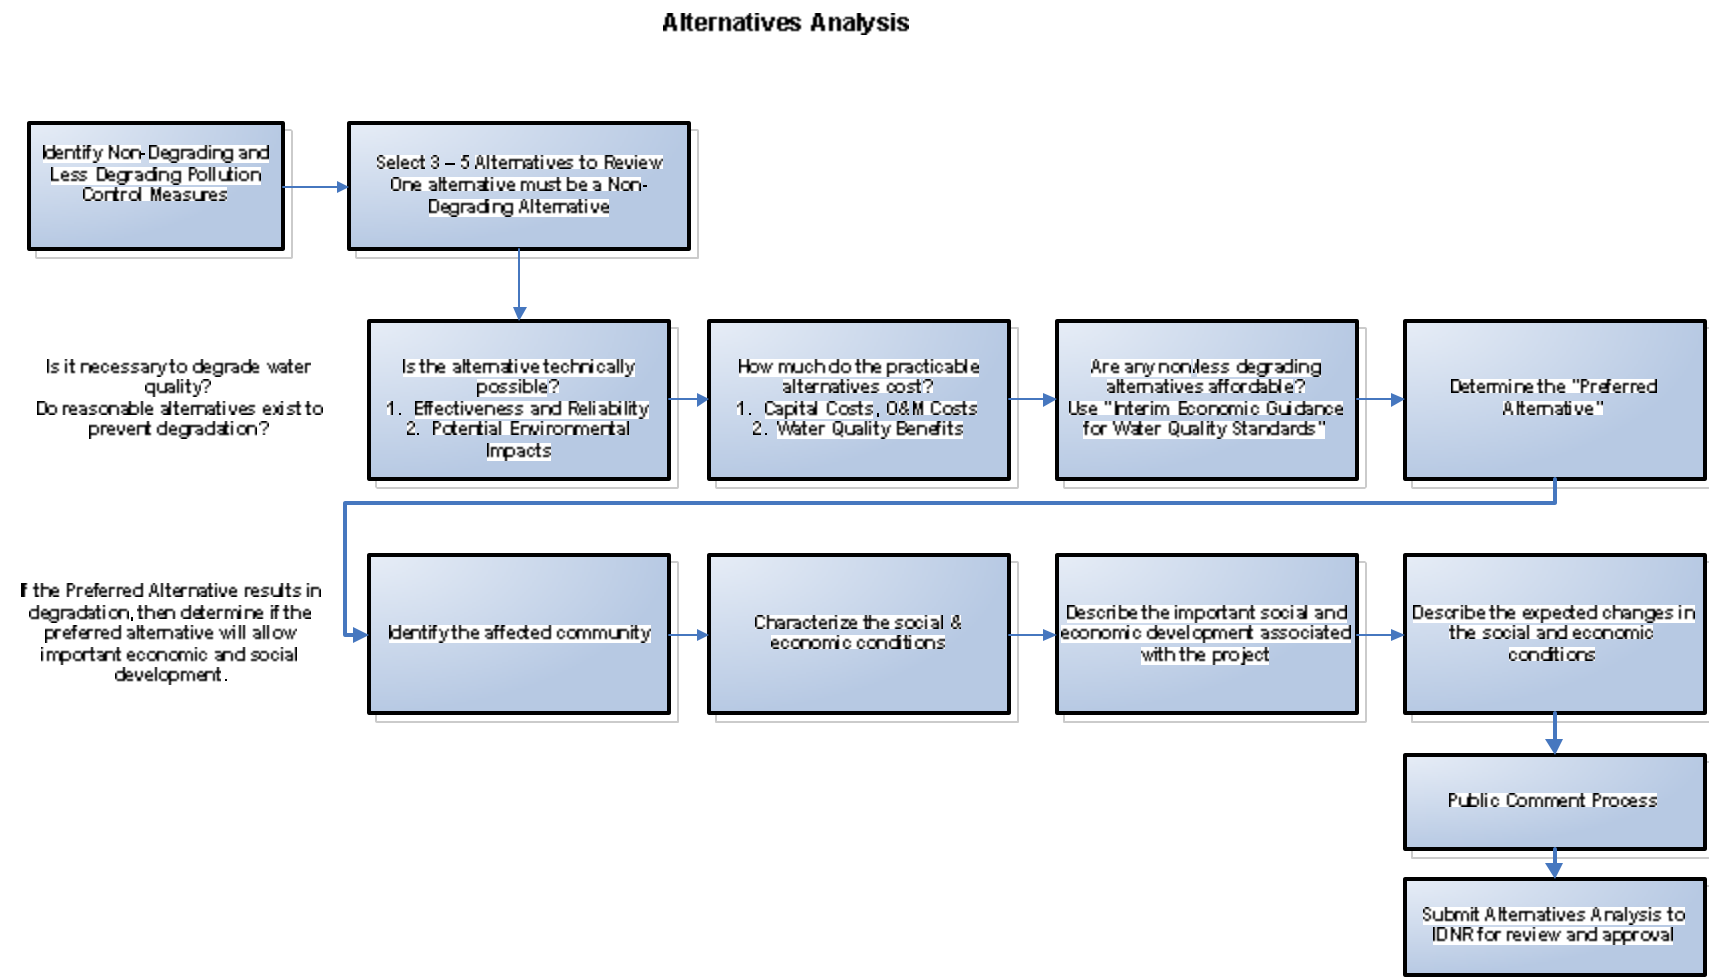 Alternatives Analysis
Identify Non-Degrading and
Less Degrading Pollution
Control Measures
Select 3 – 5 Alternatives to Review
One alternative must be a Non-
Degrading Alternative
Is it necessary to degrade water
quality?
Do reasonable alternatives exist to
prevent degradation?
Is the alternative technically
possible?
1. Effectiveness and Reliability
2. Potential Environmental
Impacts
How much do the practicable
alternatives cost?
1. Capital Costs, O&M Costs
2. Water Quality Benefits
Are any non/less degrading
alternatives affordable?
Use "Interim Economic Guidance
for Water Quality Standards"
Determine the "Preferred
Alternative"
If the Preferred Alternative results in
degradation, then determine if the
preferred alternative will allow
important economic and social
development.
Identify the affected community
Characterize the social &
economic conditions
Describe the important social and
economic development associated
with the project
Describe the expected changes in
the social and economic
conditions
Public Comment Process
Submit Alternatives Analysis to
IDNR for review and approval